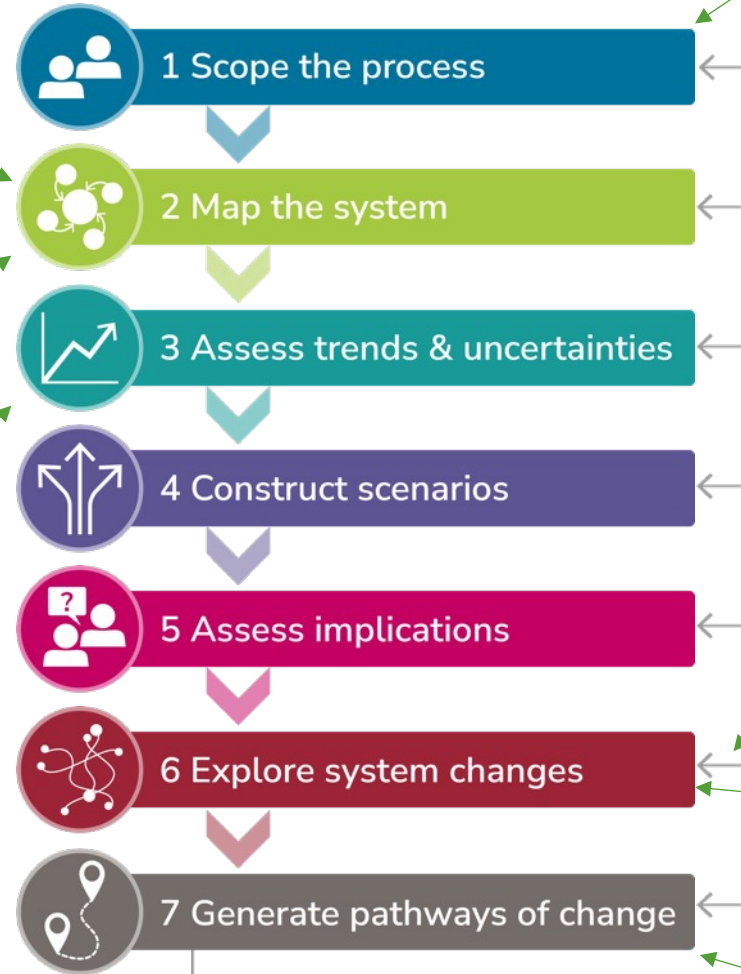 1 Scope the process
2 Map the system
3 Assess trends & uncertainties
4 Construct scenarios
?
5 Assess implications
6 Explore system changes
7 Generate pathways of change